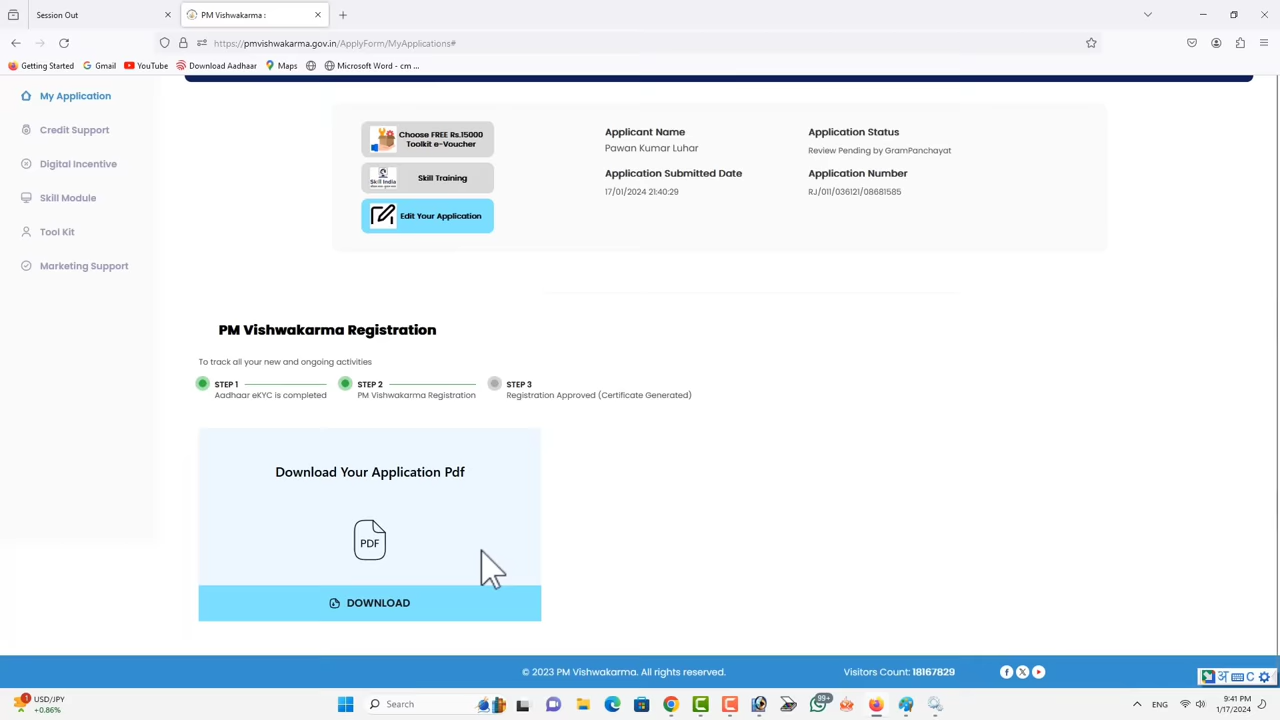 Session Out
PM Vishwakarma :
https://pmvishwakarma.gov.in/ApplyForm/MyApplications#
Getting Started
Gmail
YouTube
Download Aadhaar
Maps
Microsoft Word - cm ...
My Application
Credit Support
Digital Incentive
Skill Module
Tool Kit
Marketing Support
Choose FREE Rs.15000
Toolkit e-Voucher
Skill India
Skill Training
Edit Your Application
Applicant Name
Pawan Kumar Luhar
Application Submitted Date
17/01/2024 21:40:29
Application Status
Review Pending by GramPanchayat
Application Number
RJ/011/036121/08681585
PM Vishwakarma Registration
To track all your new and ongoing activities
STEP 1
Aadhaar eKYC is completed
STEP 2
PM Vishwakarma Registration
STEP 3
Registration Approved (Certificate Generated)
Download Your Application Pdf
PDF
DOWNLOAD
© 2023 PM Vishwakarma. All rights reserved.
Visitors Count: 18167829
अ
C
1
USD/JPY
+0.86%
Search
99+
ENG
9:41 PM
1/17/2024